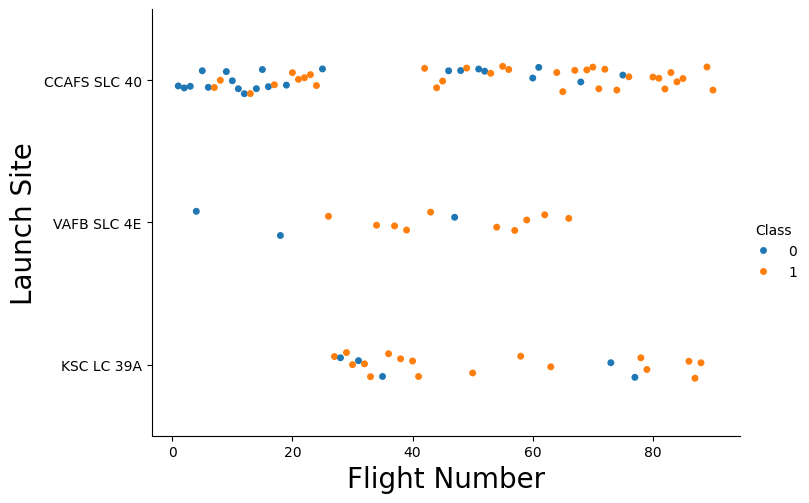 Launch Site
CCAFS SLC 40
VAFB SLC 4E
KSC LC 39A
0
20
40
60
80
Flight Number
Class
0
1